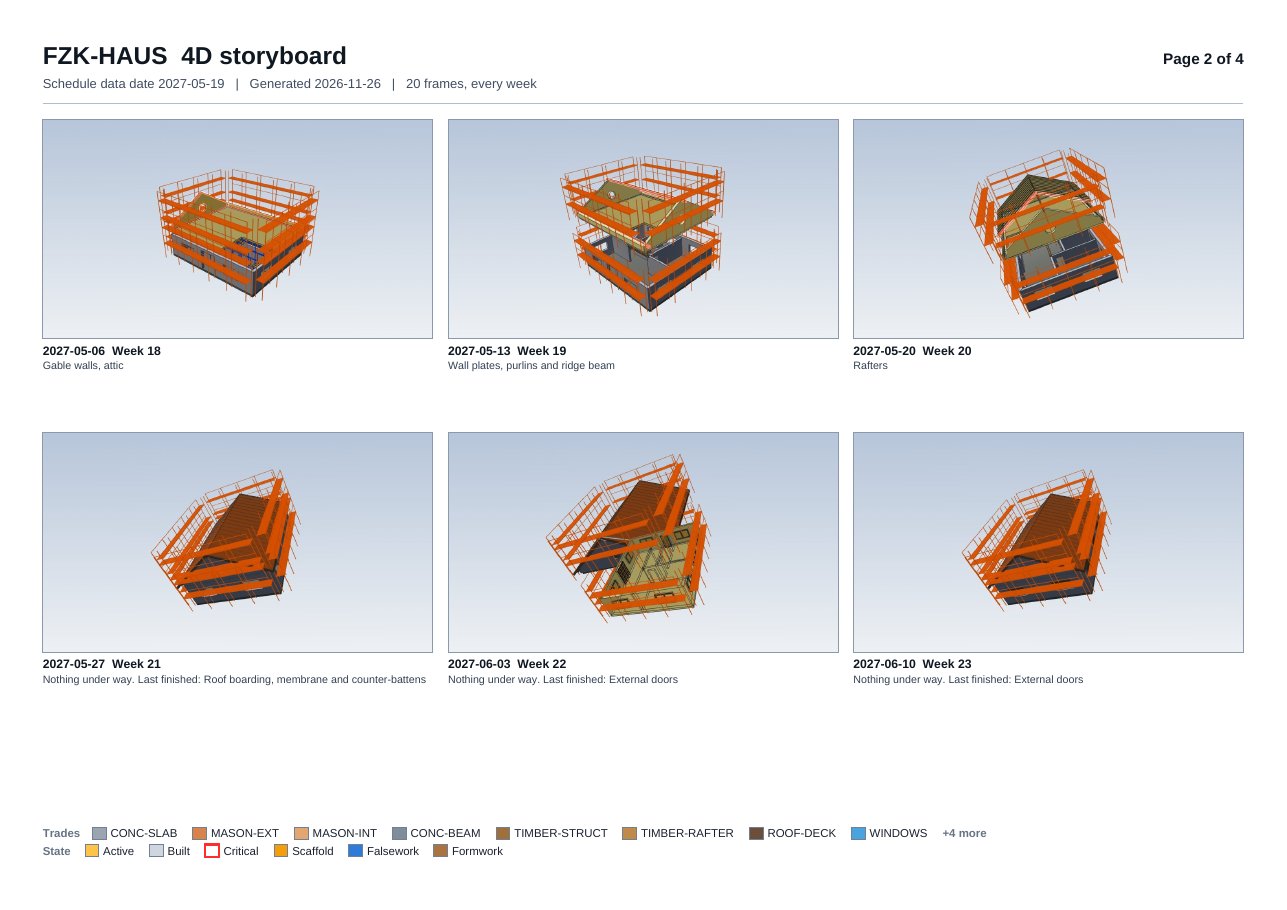 FZK-HAUS 4D storyboard
Page 2 of 4
Schedule data date 2027-05-19 | Generated 2026-11-26 | 20 frames, every week
2027-05-06 Week 18
Gable walls, attic
2027-05-13 Week 19
Wall plates, purlins and ridge beam
2027-05-20 Week 20
Rafters
2027-05-27 Week 21
Nothing under way. Last finished: Roof boarding, membrane and counter-battens
2027-06-03 Week 22
Nothing under way. Last finished: External doors
2027-06-10 Week 23
Nothing under way. Last finished: External doors
Trades CONC-SLAB MASON-EXT MASON-INT CONC-BEAM TIMBER-STRUCT TIMBER-RAFTER ROOF-DECK WINDOWS +4 more
State Active Built Critical Scaffold Falsework Formwork